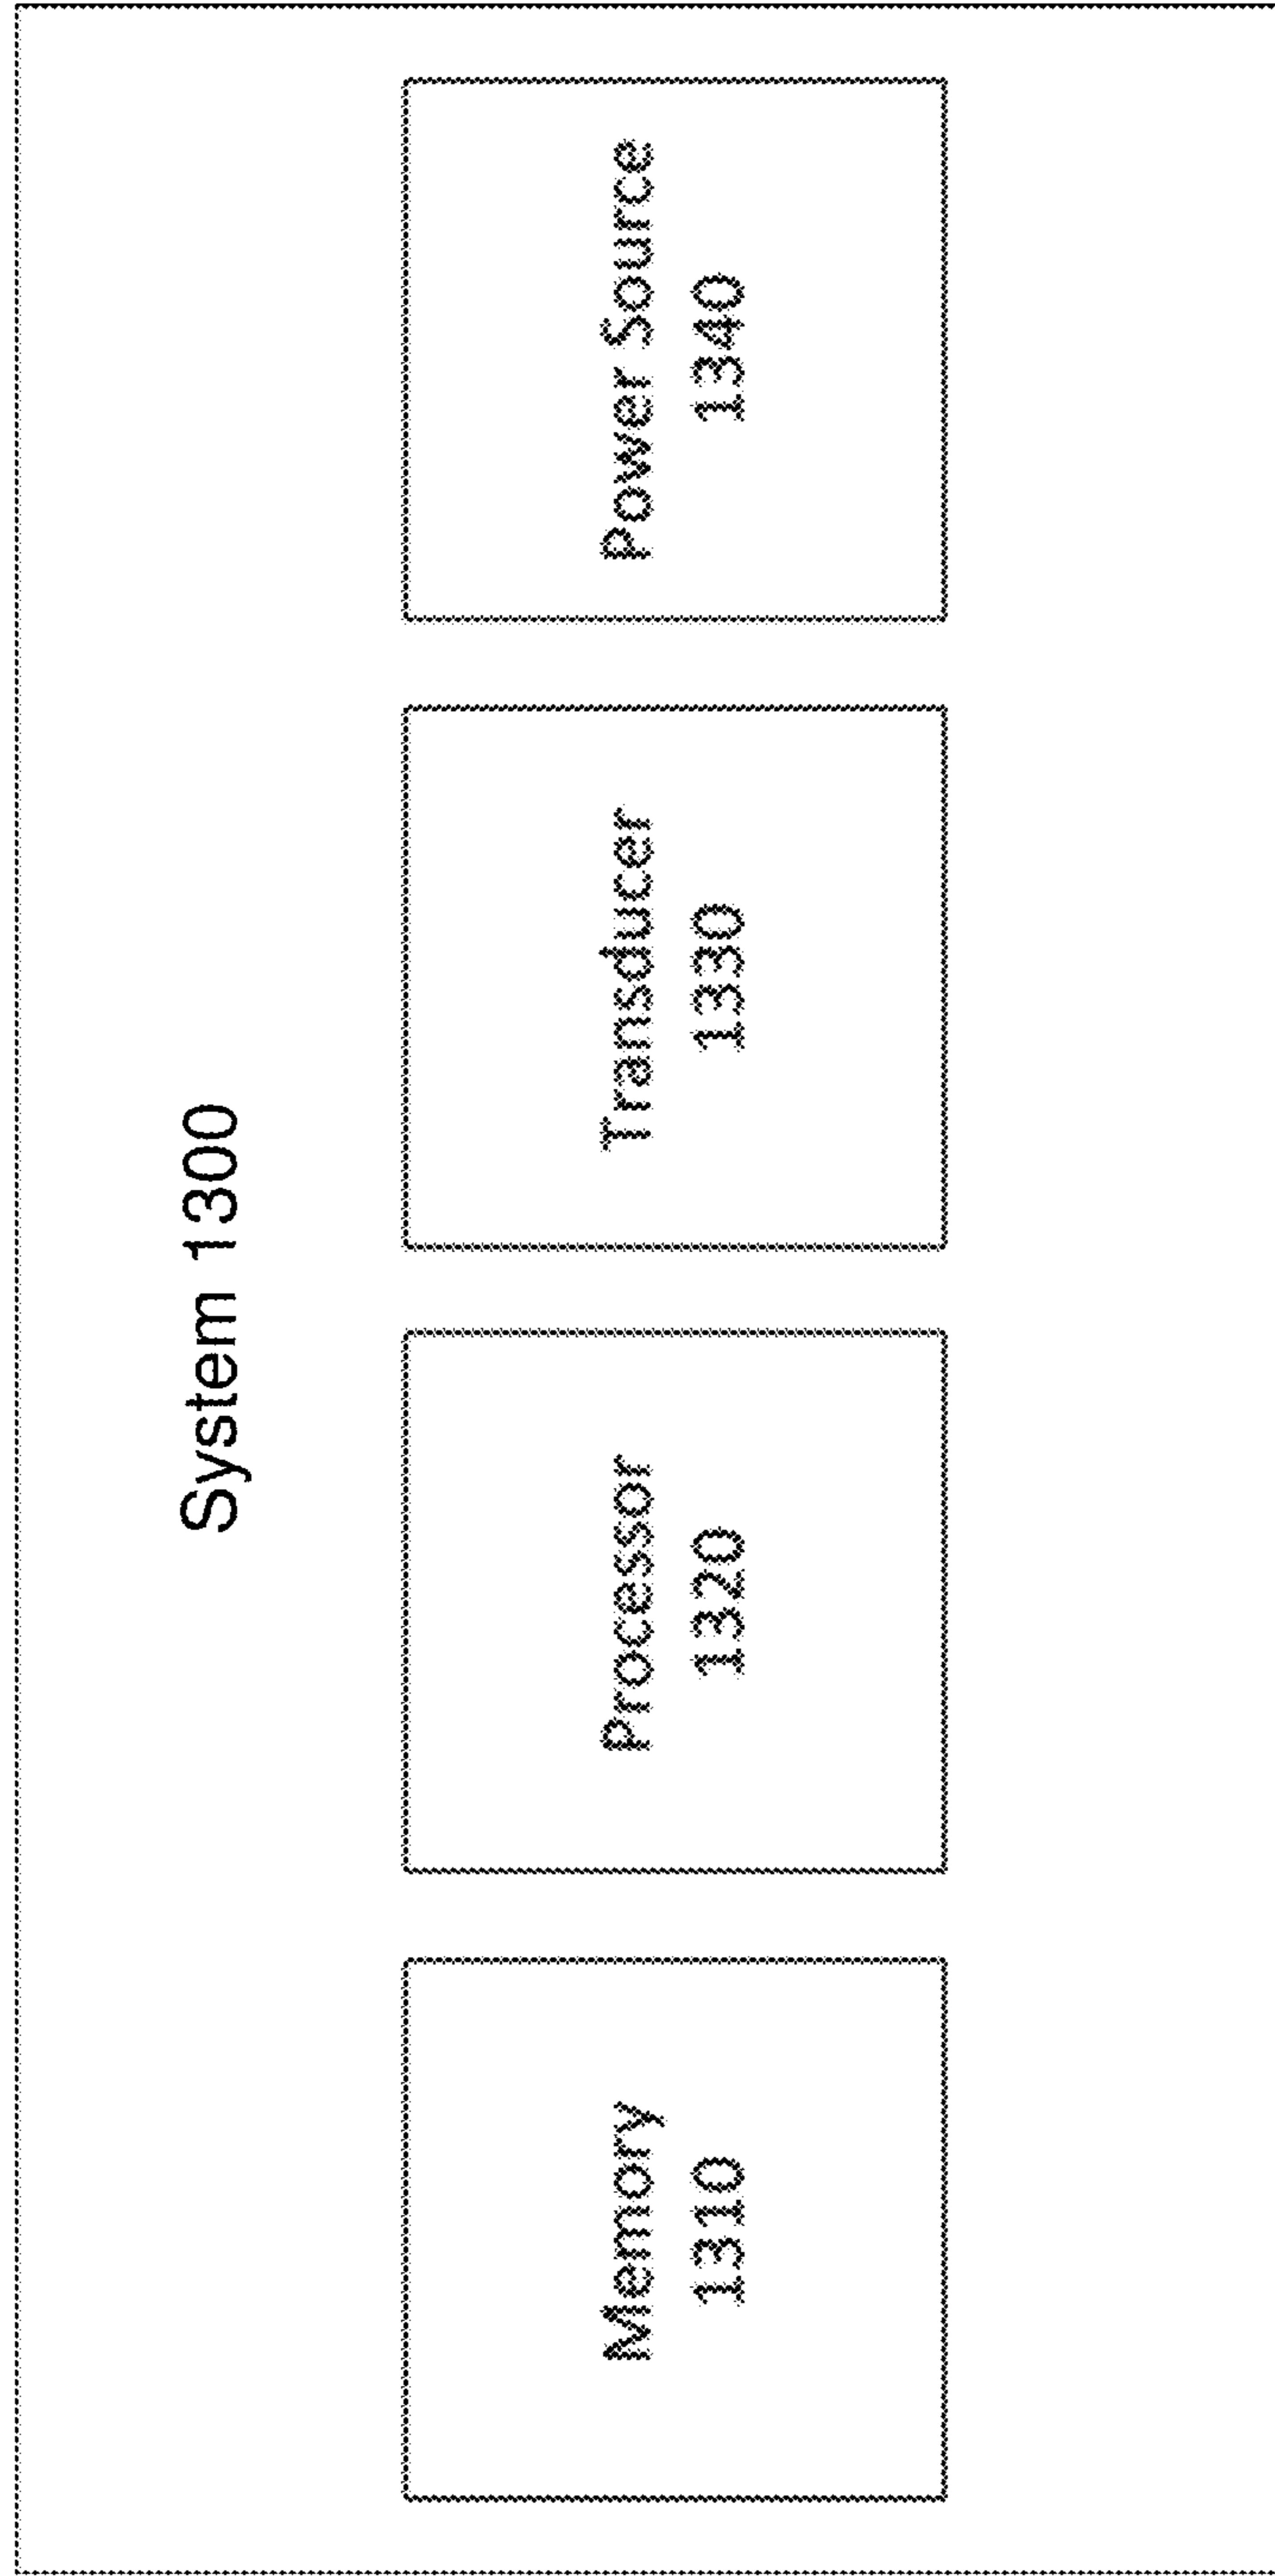 System 1300
Memory
1310
Processor
1320
Transducer
1330
Power Source
1340